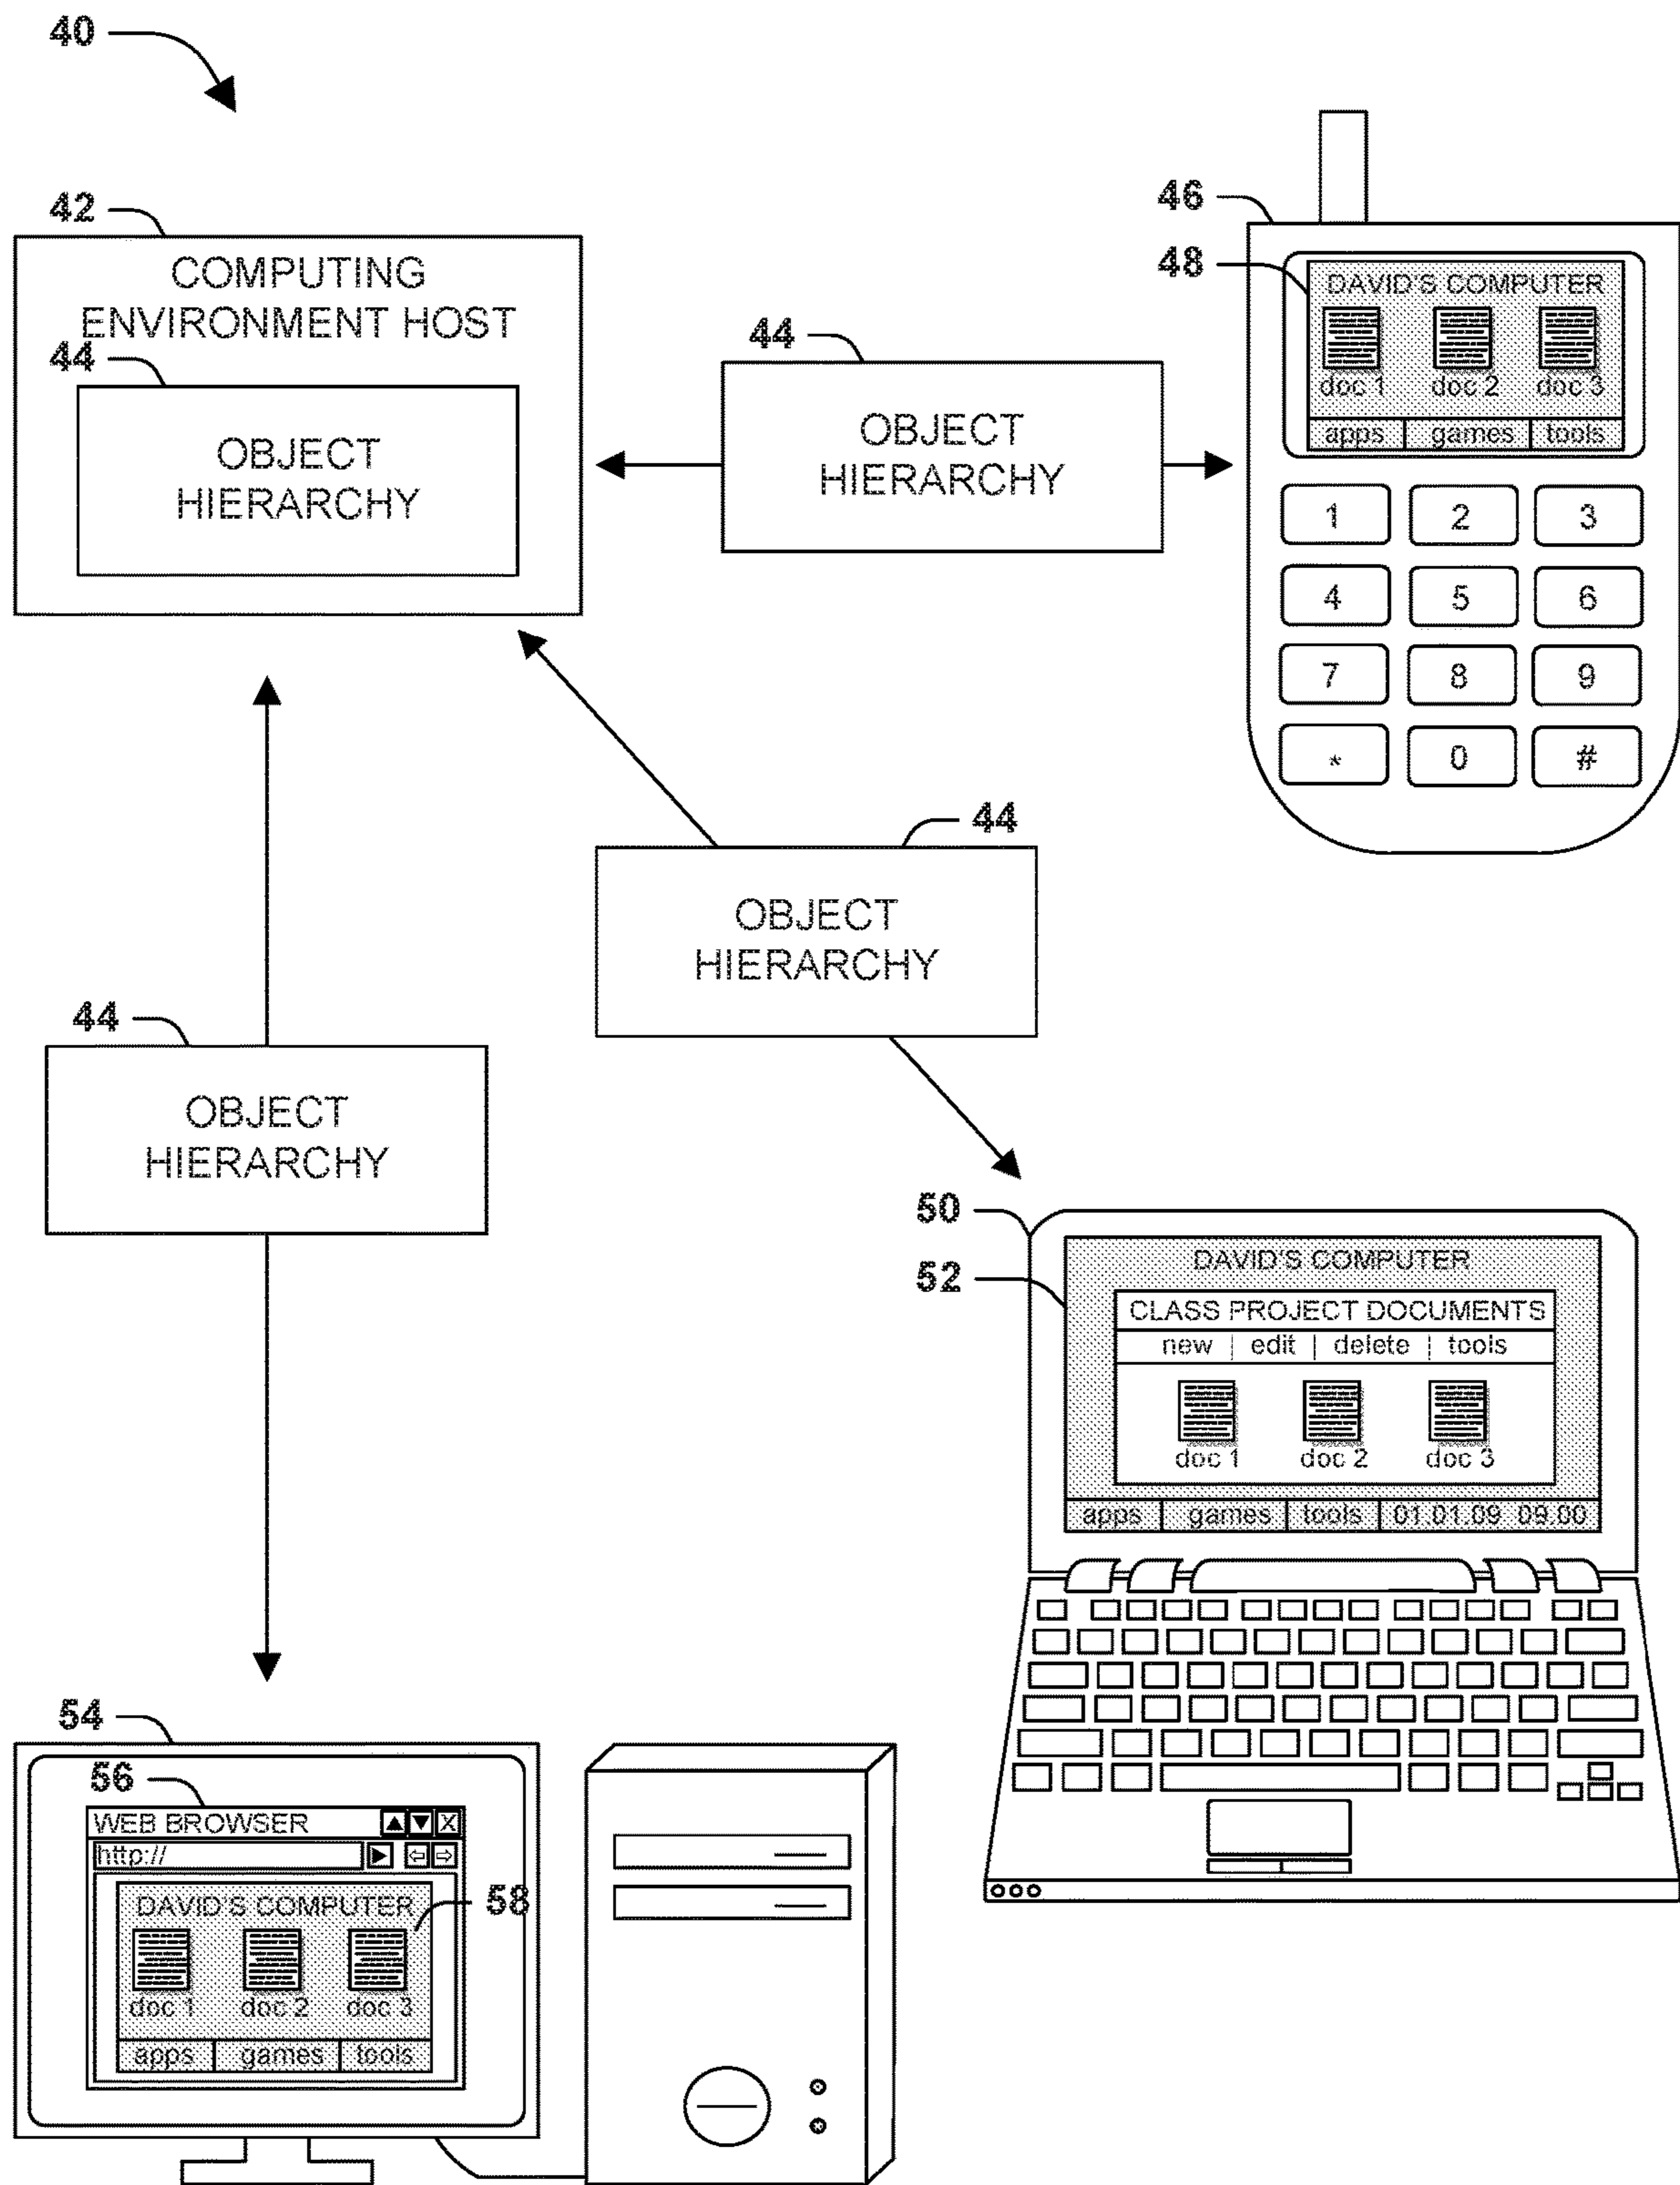 40
42
COMPUTING
ENVIRONMENT HOST
44
OBJECT
HIERARCHY
44
OBJECT
HIERARCHY
46
48
DAVID'S COMPUTER
doc 1 doc 2 doc 3
apps games tools
1 2 3
4 5 6
7 8 9
* 0 #
44
OBJECT
HIERARCHY
44
OBJECT
HIERARCHY
50
52
DAVID'S COMPUTER
CLASS PROJECT DOCUMENTS
new | edit | delete | tools
doc 1 doc 2 doc 3
apps games tools 01.01.09 09.00
54
56
WEB BROWSER X
http://
DAVID'S COMPUTER
58
doc 1 doc 2 doc 3
apps games tools